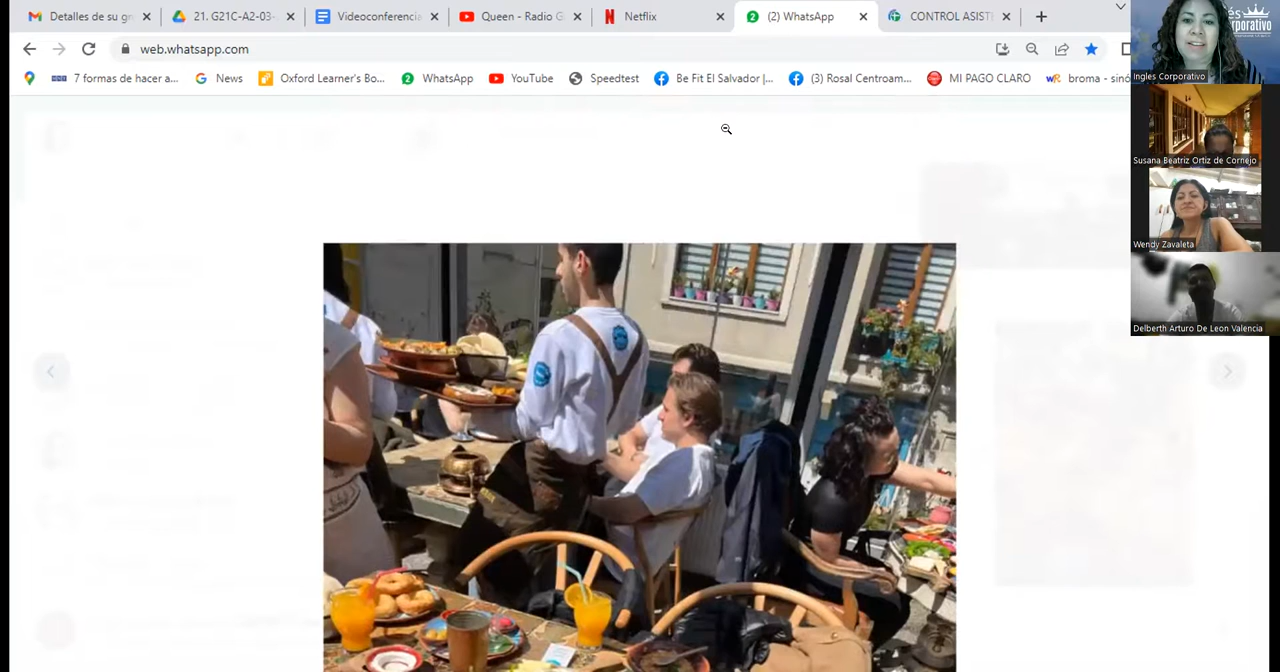 Detalles de su gr
21. G21C-A2-03-
Videoconferencia
Queen - Radio G
Netflix
(2) WhatsApp
CONTROL ASIST
web.whatsapp.com
7 formas de hacer a...
News
Oxford Learner's Bo...
WhatsApp
YouTube
Speedtest
Be Fit El Salvador |...
(3) Rosal Centroam...
MI PAGO CLARO
broma - sinó
Ingles Corporativo
Susana Beatriz Ortiz de Cornejo
Wendy Zavaleta
Delberth Arturo De Leon Valencia